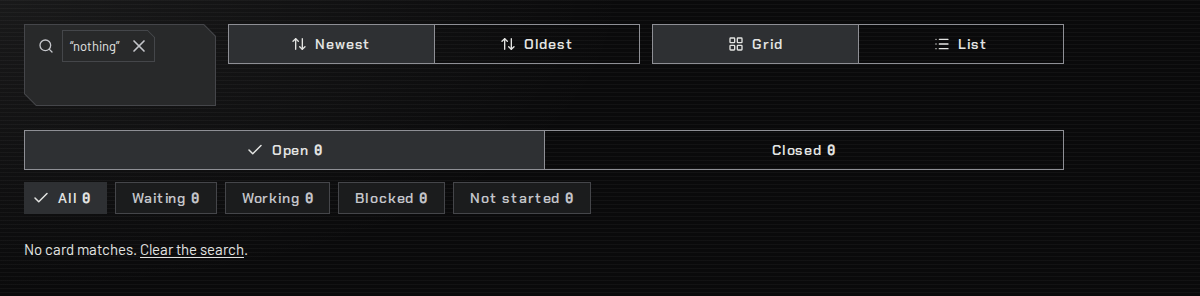 "nothing"
Newest
Oldest
Grid
List
Open 0
Closed 0
All 0
Waiting 0
Working 0
Blocked 0
Not started 0
No card matches. Clear the search.